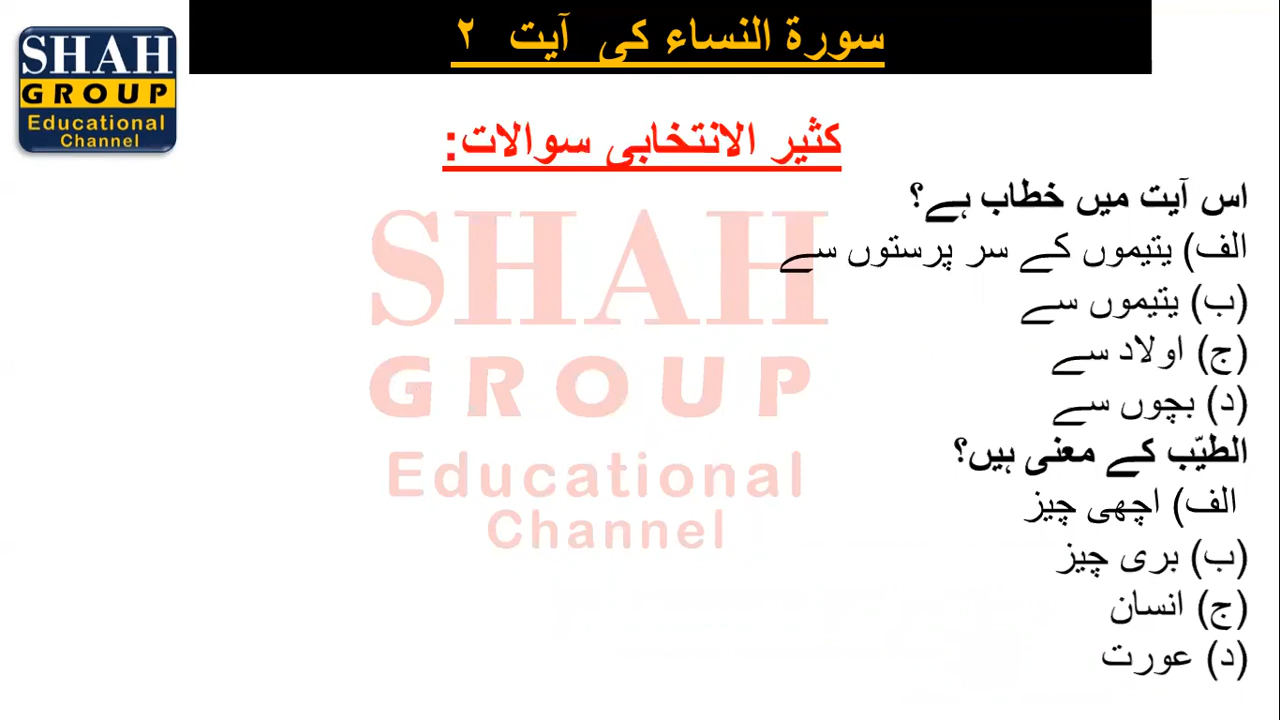 SHAH
GROUP
Educational
Channel
سورۃ النساء کی آیت ۲
کثیر الانتخابی سوالات:
اس آیت میں خطاب ہے؟
الف) یتیموں کے سر پرستوں سے
(ب) یتیموں سے
(ج) اولاد سے
(د) بچوں سے
الطیّب کے معنی ہیں؟
الف) اچھی چیز
(ب) بری چیز
(ج) انسان
(د) عورت
SHAH
GROUP
Educational
Channel